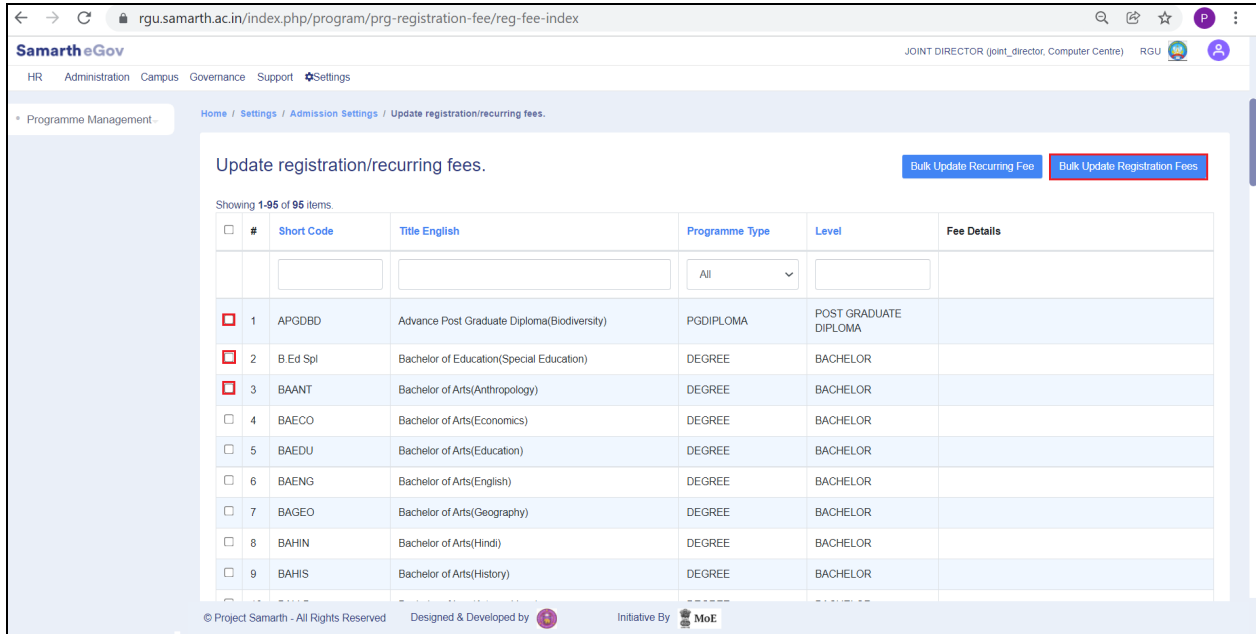 rgu.samarth.ac.in/index.php/program/prg-registration-fee/reg-fee-index
P
Samarth eGov
JOINT DIRECTOR (joint_director, Computer Centre) RGU
HR Administration Campus Governance Support Settings
Programme Management
Home / Settings / Admission Settings / Update registration/recurring fees.
Update registration/recurring fees.
Bulk Update Recurring Fee Bulk Update Registration Fees
Showing 1-95 of 95 items.
# Short Code Title English Programme Type Level Fee Details
All
1 APGDBD Advance Post Graduate Diploma(Biodiversity) PGDIPLOMA POST GRADUATE DIPLOMA
2 B.Ed Spl Bachelor of Education(Special Education) DEGREE BACHELOR
3 BAANT Bachelor of Arts(Anthropology) DEGREE BACHELOR
4 BAECO Bachelor of Arts(Economics) DEGREE BACHELOR
5 BAEDU Bachelor of Arts(Education) DEGREE BACHELOR
6 BAENG Bachelor of Arts(English) DEGREE BACHELOR
7 BAGEO Bachelor of Arts(Geography) DEGREE BACHELOR
8 BAHIN Bachelor of Arts(Hindi) DEGREE BACHELOR
9 BAHIS Bachelor of Arts(History) DEGREE BACHELOR
© Project Samarth - All Rights Reserved Designed & Developed by Initiative By MoE